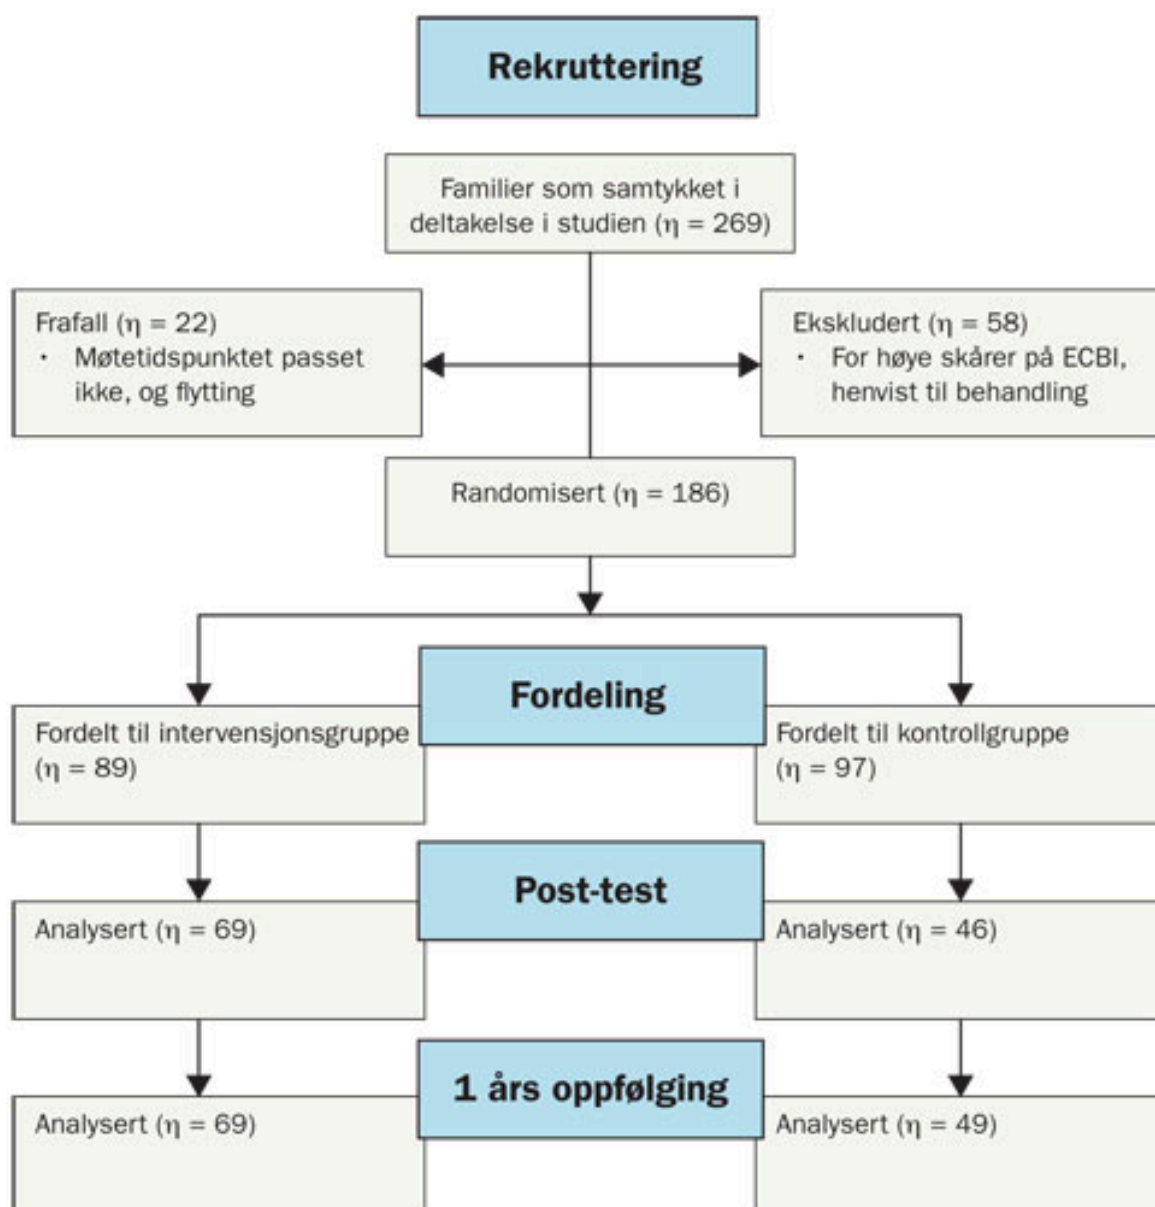 Rekruttering
Familier som samtykket i
deltakelse i studien (η = 269)
Frafall (η = 22)
• Møtetidspunktet passet
ikke, og flytting
Ekskludert (η = 58)
• For høye skårer på ECBI,
henvist til behandling
Randomisert (η = 186)
Fordeling
Fordelt til intervensjonsgruppe
(η = 89)
Fordelt til kontrollgruppe
(η = 97)
Post-test
Analysert (η = 69)
Analysert (η = 46)
1 års oppfølging
Analysert (η = 69)
Analysert (η = 49)